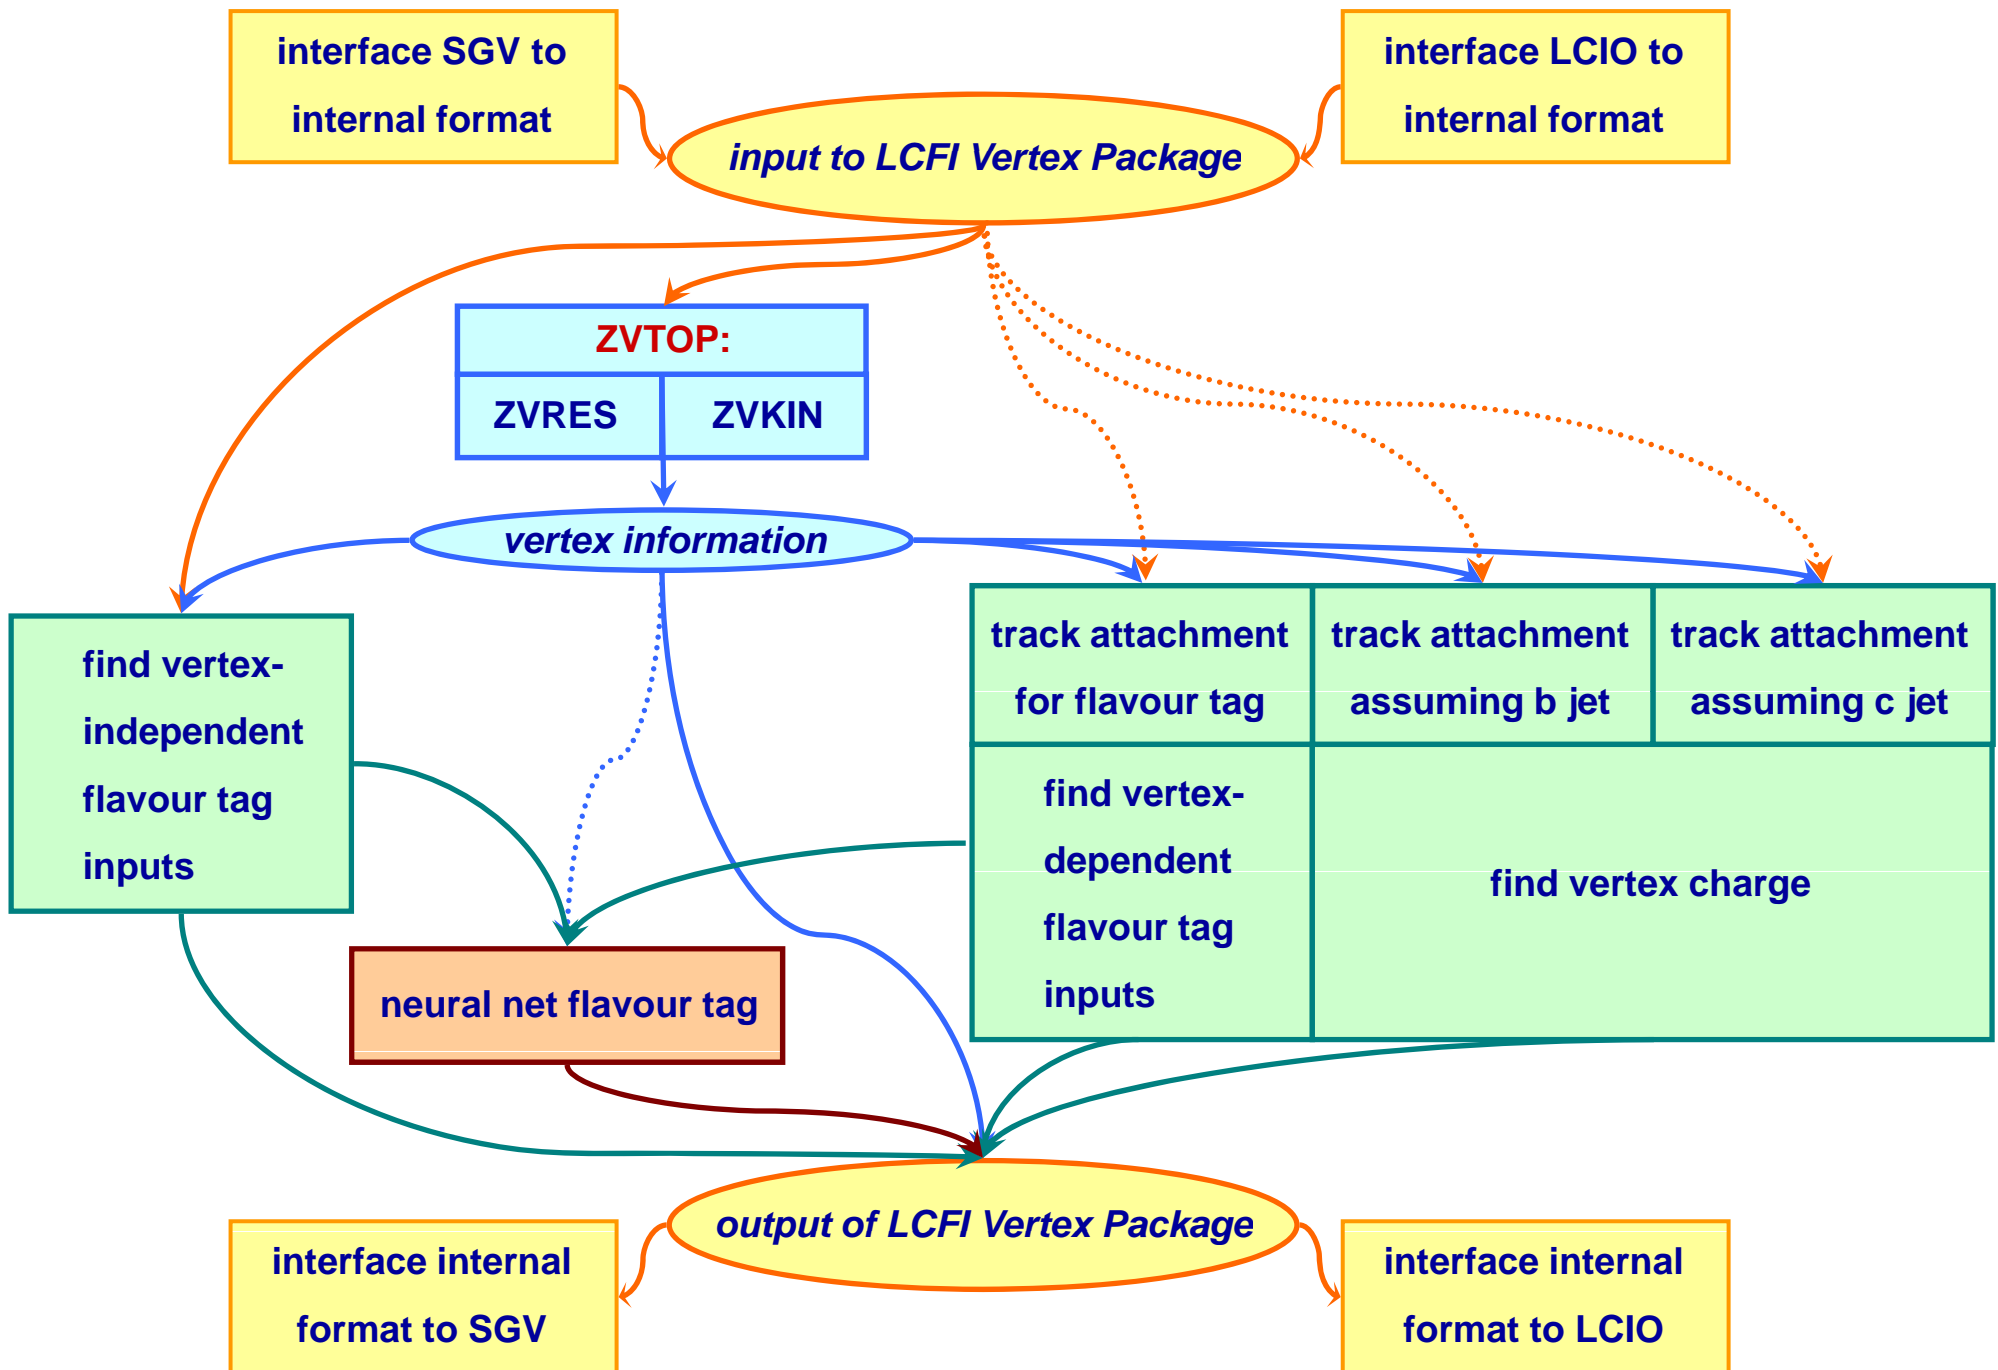 interface SGV to
internal format
interface LCIO to
internal format
input to LCFI Vertex Package
ZVTOP:
ZVRES
ZVKIN
vertex information
find vertex-
independent
flavour tag
inputs
track attachment
for flavour tag
track attachment
assuming b jet
track attachment
assuming c jet
find vertex-
dependent
flavour tag
inputs
find vertex charge
neural net flavour tag
output of LCFI Vertex Package
interface internal
format to SGV
interface internal
format to LCIO